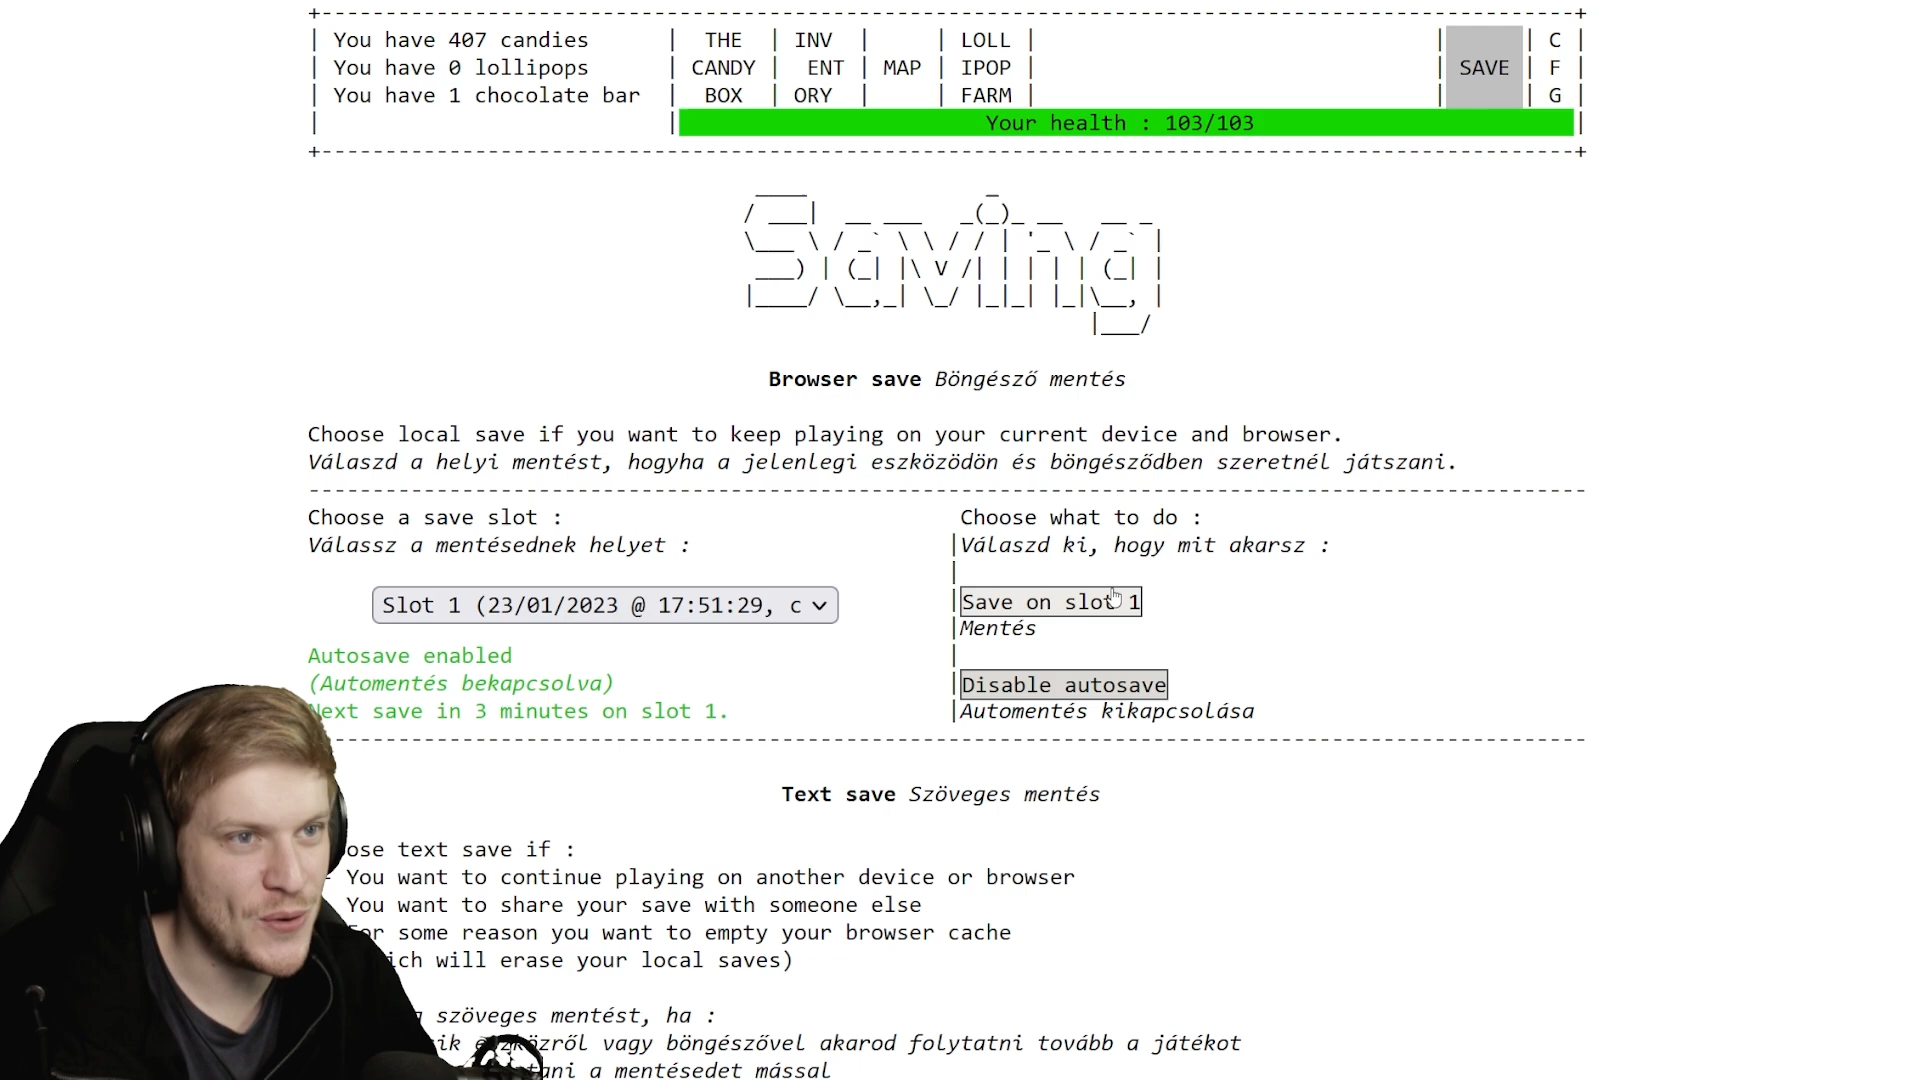 You have 407 candies | THE | INV | | LOLL | | | C |
You have 0 lollipops | CANDY | ENT | MAP | IPOP | | SAVE | F |
You have 1 chocolate bar | BOX | ORY | | FARM | | | G |
Your health : 103/103
Saving
Browser save Böngésző mentés
Choose local save if you want to keep playing on your current device and browser.
Válaszd a helyi mentést, hogyha a jelenlegi eszközödön és böngésződben szeretnél játszani.
Choose a save slot :
Válassz a mentésednek helyet :
Slot 1 (23/01/2023 @ 17:51:29, c
Autosave enabled
(Automentés bekapcsolva)
Next save in 3 minutes on slot 1.
Choose what to do :
Válaszd ki, hogy mit akarsz :
Save on slot 1
Mentés
Disable autosave
Automentés kikapcsolása
Text save Szöveges mentés
text save if :
You want to continue playing on another device or browser
You want to share your save with someone else
For some reason you want to empty your browser cache
will erase your local saves)
szöveges mentést, ha :
vagy böngészővel akarod folytatni tovább a játékot
a mentésedet mással